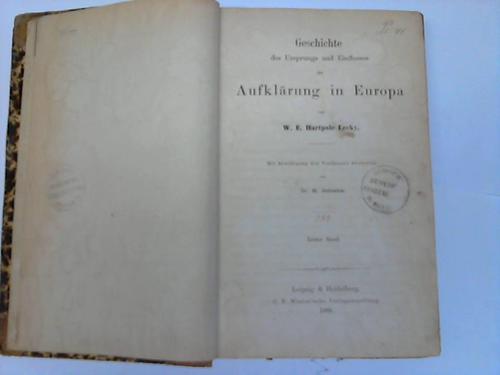 Geschichte
des Ursprungs und Einflusses
der
Aufklärung in Europa
von
W. E. Hartpole Lecky.
Mit Bewilligung des Verfassers übersetzt
von
Dr. H. Jolowicz.
Erster Band.
Leipzig & Heidelberg.
C. F. Winter'sche Verlagshandlung.
1868.